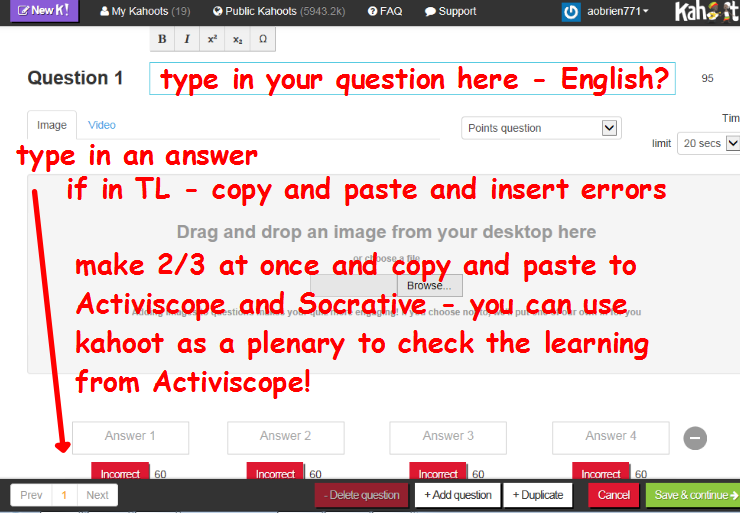 New K! My Kahoots (19) Public Kahoots (5943.2k) FAQ Support aobrien771 Kahoot
B I x² x₂ Ω
Question 1 type in your question here - English? 95
Image Video Points question Tim
limit 20 secs
type in an answer
if in TL - copy and paste and insert errors
Drag and drop an image from your desktop here
or choose a file
make 2/3 at once and copy and paste to
Browse...
Activiscope and Socrative - you can use
kahoot as a plenary to check the learning
from Activiscope!
Answer 1 Answer 2 Answer 3 Answer 4
Incorrect 60 Incorrect 60 Incorrect 60 Incorrect 60
Prev 1 Next - Delete question + Add question + Duplicate Cancel Save & continue